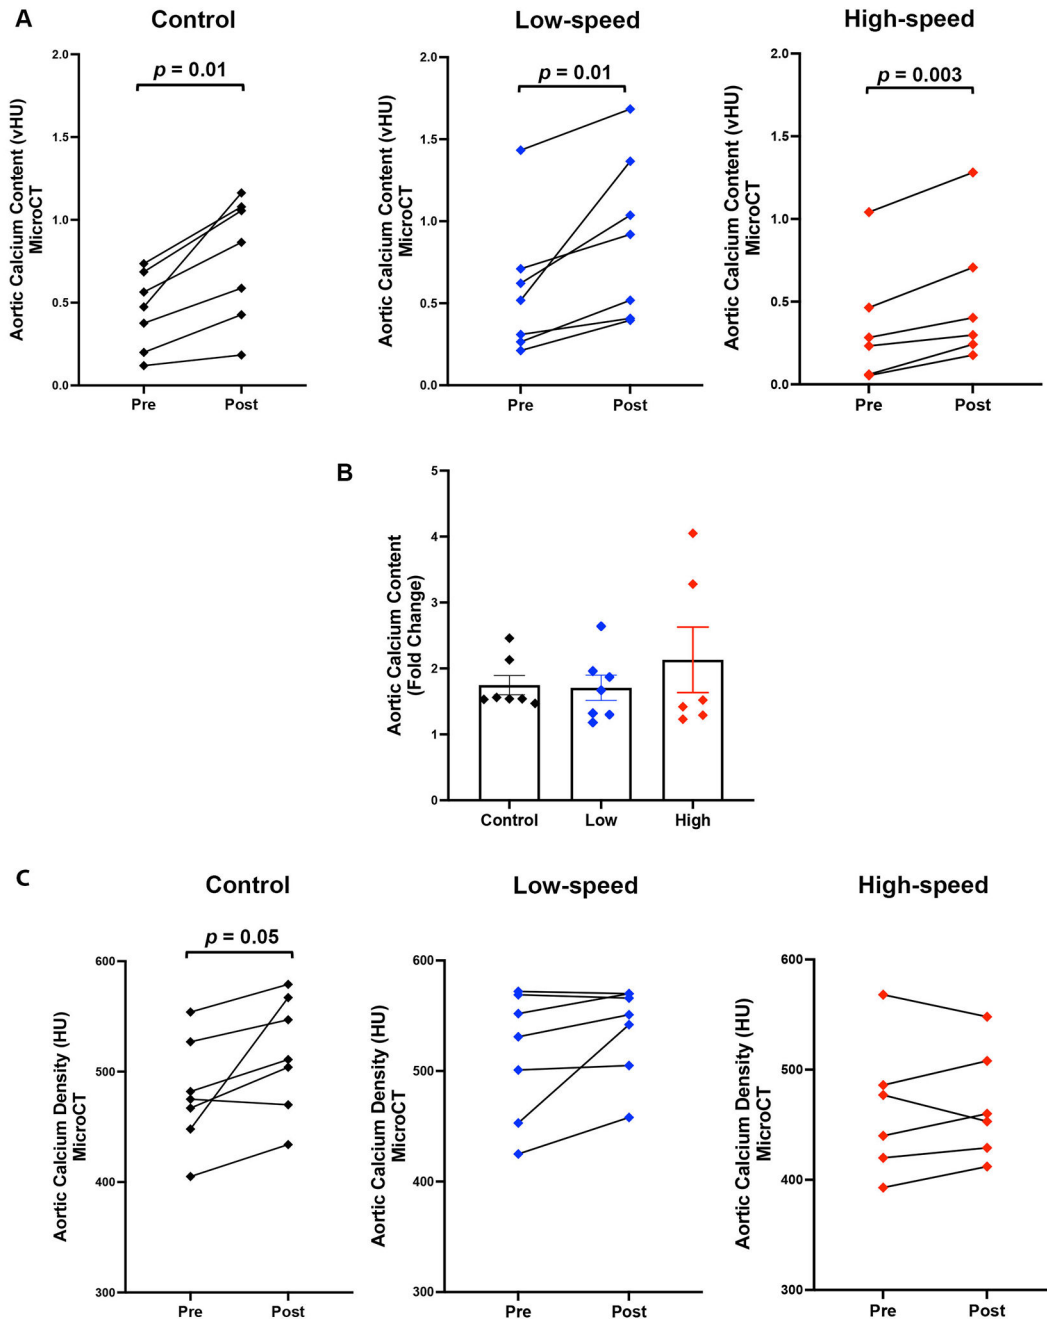 A
Control
Low-speed
High-speed
p = 0.01
p = 0.01
p = 0.003
Aortic Calcium Content (vHU)
MicroCT
2.0
1.5
1.0
0.5
0.0
Pre
Post
Aortic Calcium Content (vHU)
MicroCT
2.0
1.5
1.0
0.5
0.0
Pre
Post
Aortic Calcium Content (vHU)
MicroCT
2.0
1.5
1.0
0.5
0.0
Pre
Post
B
Aortic Calcium Content
(Fold Change)
5
4
3
2
1
0
Control
Low
High
C
Control
Low-speed
High-speed
p = 0.05
Aortic Calcium Density (HU)
MicroCT
600
500
400
300
Pre
Post
Aortic Calcium Density (HU)
MicroCT
600
500
400
300
Pre
Post
Aortic Calcium Density (HU)
MicroCT
600
500
400
300
Pre
Post